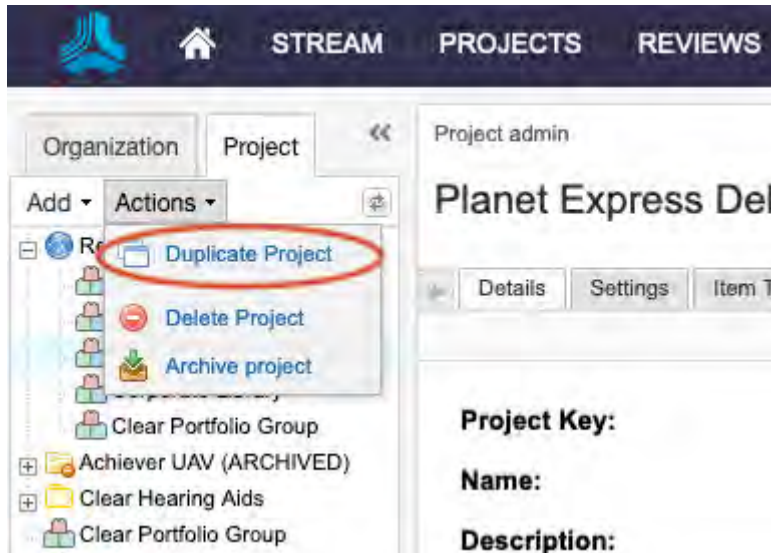 STREAM PROJECTS REVIEWS
Organization Project
Project admin
Add Actions
Planet Express Del
Duplicate Project
Details Settings Item T
Delete Project
Archive project
Clear Portfolio Group
Project Key:
Achiever UAV (ARCHIVED)
Name:
Clear Hearing Aids
Clear Portfolio Group
Description: